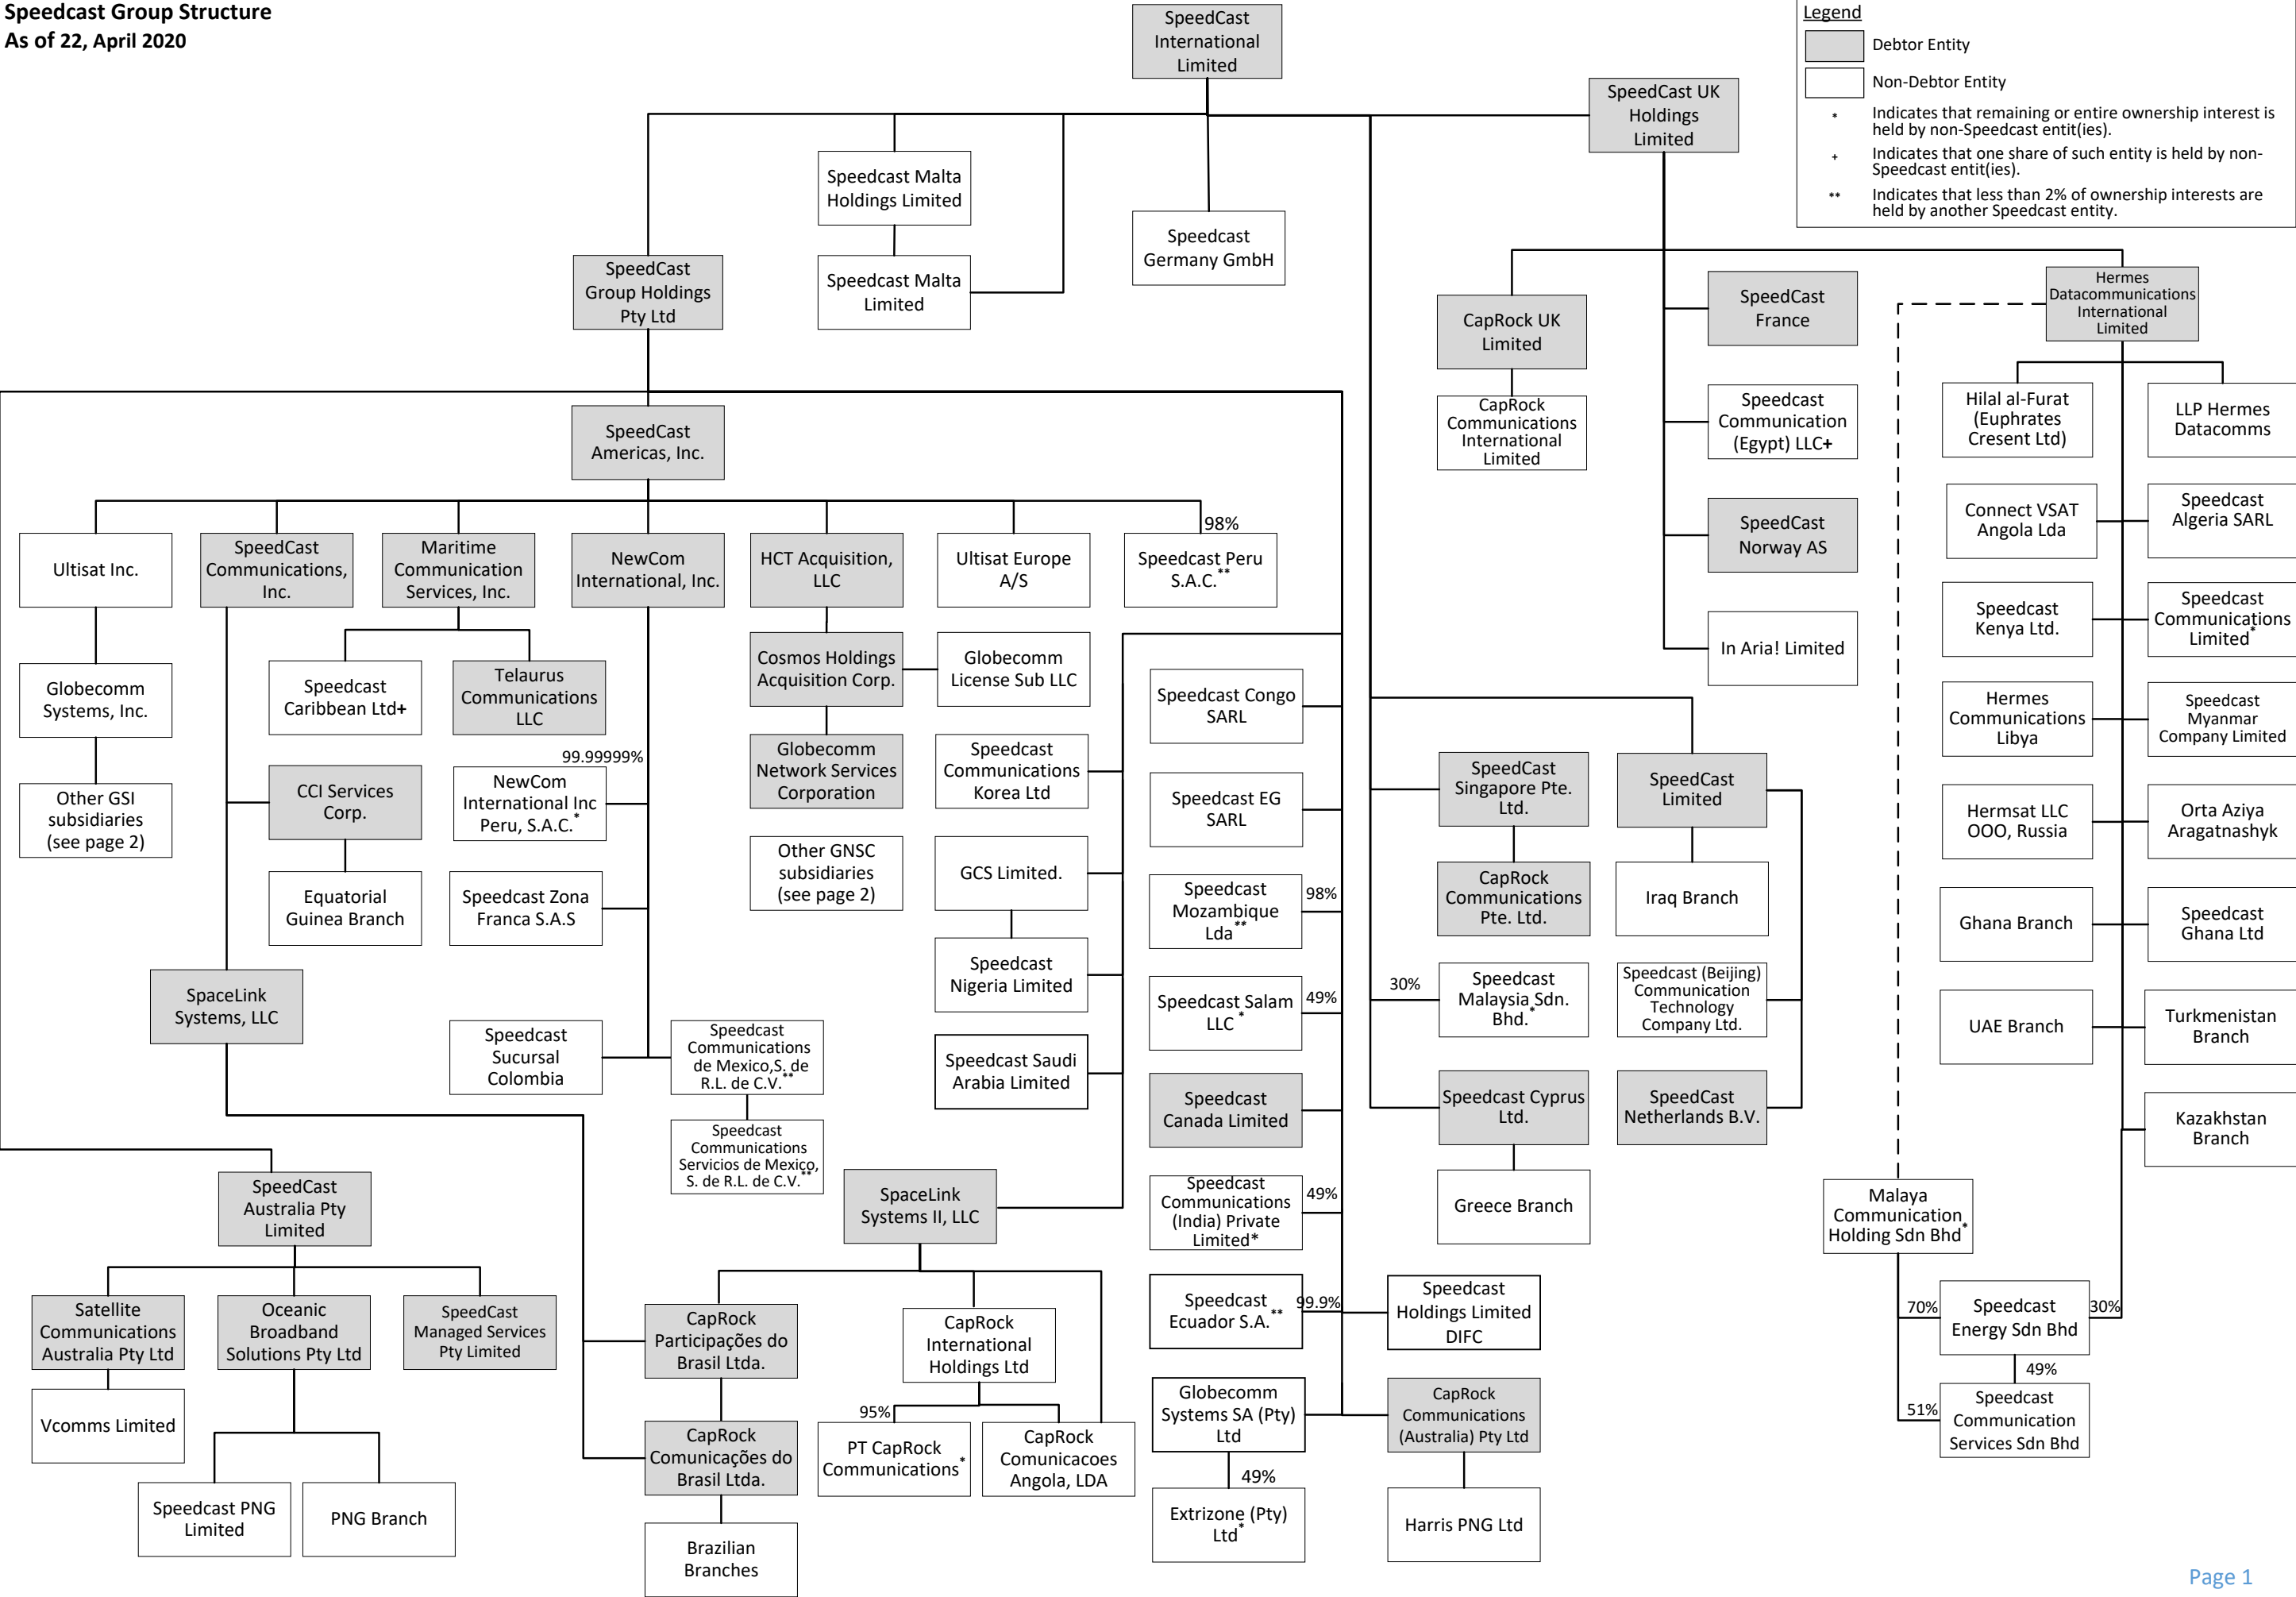 Speedcast Group Structure
As of 22, April 2020
SpeedCast
International
Limited
Legend
Debtor Entity
Non-Debtor Entity
*
Indicates that remaining or entire ownership interest is
held by non-Speedcast entit(ies).
+
Indicates that one share of such entity is held by non-
Speedcast entit(ies).
**
Indicates that less than 2% of ownership interests are
held by another Speedcast entity.
SpeedCast UK
Holdings
Limited
Speedcast Malta
Holdings Limited
Speedcast
Germany GmbH
SpeedCast
Group Holdings
Pty Ltd
Speedcast Malta
Limited
CapRock UK
Limited
SpeedCast
France
Hermes
Datacommunications
International
Limited
CapRock
Communications
International
Limited
Speedcast
Communication
(Egypt) LLC+
Hilal al-Furat
(Euphrates
Cresent Ltd)
LLP Hermes
Datacomms
SpeedCast
Americas, Inc.
SpeedCast
Norway AS
Connect VSAT
Angola Lda
Speedcast
Algeria SARL
98%
Ultisat Inc.
SpeedCast
Communications,
Inc.
Maritime
Communication
Services, Inc.
NewCom
International, Inc.
HCT Acquisition,
LLC
Ultisat Europe
A/S
Speedcast Peru
S.A.C.**
In Aria! Limited
Speedcast
Kenya Ltd.
Speedcast
Communications
Limited*
Globecomm
Systems, Inc.
Speedcast
Caribbean Ltd+
Telaurus
Communications
LLC
Cosmos Holdings
Acquisition Corp.
Globecomm
License Sub LLC
Speedcast Congo
SARL
Hermes
Communications
Libya
Speedcast
Myanmar
Company Limited
Other GSI
subsidiaries
(see page 2)
CCI Services
Corp.
99.99999%
NewCom
International Inc
Peru, S.A.C.*
Globecomm
Network Services
Corporation
Speedcast
Communications
Korea Ltd
Speedcast EG
SARL
SpeedCast
Singapore Pte.
Ltd.
SpeedCast
Limited
Hermsat LLC
OOO, Russia
Orta Aziya
Aragatnashyk
Equatorial
Guinea Branch
Speedcast Zona
Franca S.A.S
Other GNSC
subsidiaries
(see page 2)
GCS Limited.
Speedcast
Mozambique
Lda**
98%
CapRock
Communications
Pte. Ltd.
Iraq Branch
Ghana Branch
Speedcast
Ghana Ltd
SpaceLink
Systems, LLC
Speedcast
Nigeria Limited
Speedcast Salam
LLC *
49%
30%
Speedcast
Malaysia Sdn.
Bhd.*
Speedcast (Beijing)
Communication
Technology
Company Ltd.
UAE Branch
Turkmenistan
Branch
Speedcast
Sucursal
Colombia
Speedcast
Communications
de Mexico,S. de
R.L. de C.V.**
Speedcast Saudi
Arabia Limited
Speedcast
Canada Limited
Speedcast Cyprus
Ltd.
SpeedCast
Netherlands B.V.
Kazakhstan
Branch
Speedcast
Communications
Servicios de Mexico,
S. de R.L. de C.V.**
SpeedCast
Australia Pty
Limited
SpaceLink
Systems II, LLC
Speedcast
Communications
(India) Private
Limited*
49%
Greece Branch
Malaya
Communication
Holding Sdn Bhd*
Satellite
Communications
Australia Pty Ltd
Oceanic
Broadband
Solutions Pty Ltd
SpeedCast
Managed Services
Pty Limited
CapRock
Participações do
Brasil Ltda.
CapRock
International
Holdings Ltd
Speedcast
Ecuador S.A.**
99.9%
Speedcast
Holdings Limited
DIFC
70%
Speedcast
Energy Sdn Bhd
30%
Vcomms Limited
CapRock
Comunicações do
Brasil Ltda.
95%
PT CapRock
Communications*
CapRock
Comunicacoes
Angola, LDA
Globecomm
Systems SA (Pty)
Ltd
CapRock
Communications
(Australia) Pty Ltd
49%
51%
Speedcast
Communication
Services Sdn Bhd
Speedcast PNG
Limited
PNG Branch
Brazilian
Branches
49%
Extrizone (Pty)
Ltd*
Harris PNG Ltd
Page 1